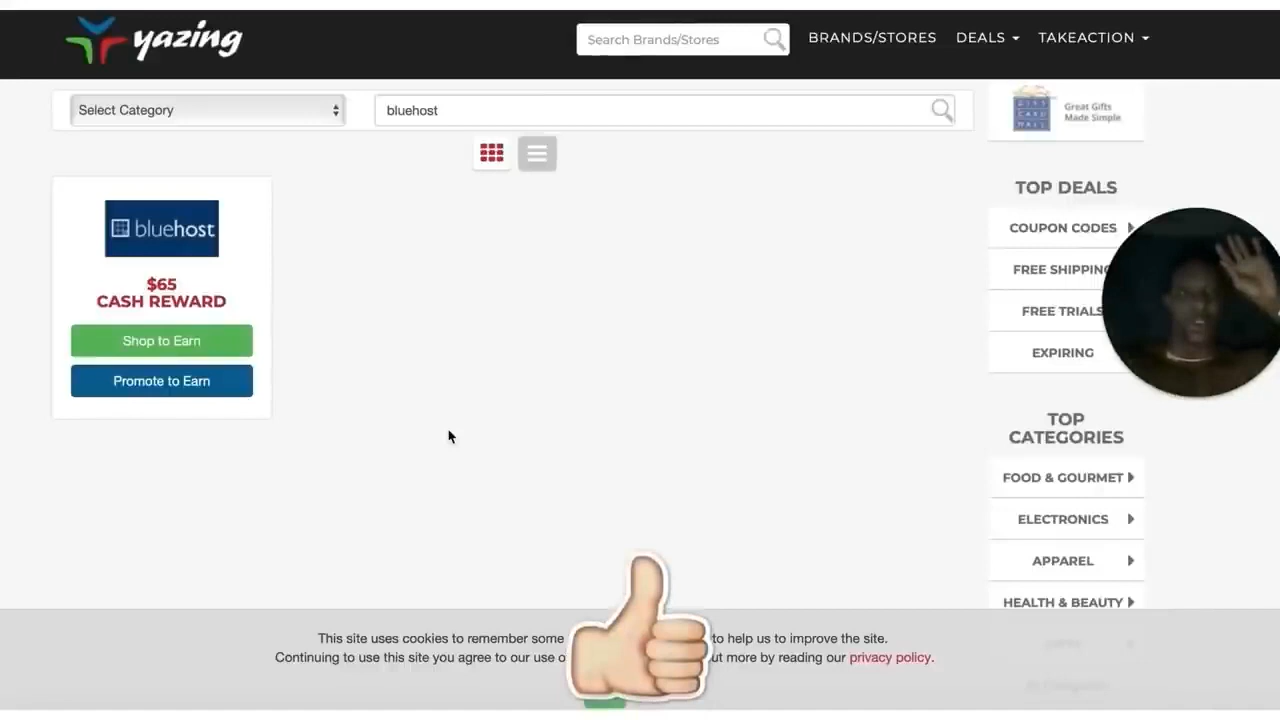 yazing
Search Brands/Stores
BRANDS/STORES
DEALS
TAKEACTION
Select Category
bluehost
Great Gifts
Made Simple
bluehost
$65
CASH REWARD
Shop to Earn
Promote to Earn
TOP DEALS
COUPON CODES
FREE SHIPPING
FREE TRIALS
EXPIRING
TOP
CATEGORIES
FOOD & GOURMET
ELECTRONICS
APPAREL
HEALTH & BEAUTY
This site uses cookies to remember some to help us to improve the site.
Continuing to use this site you agree to our use more by reading our privacy policy.